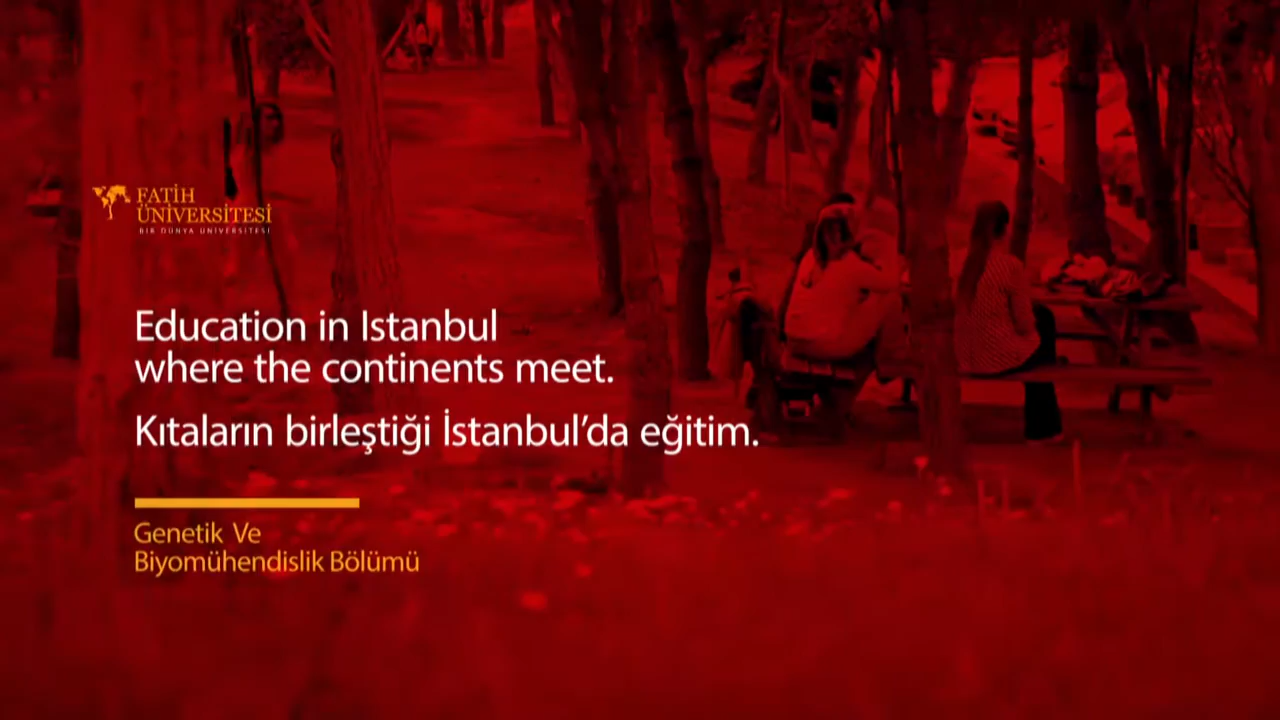 FATİH
ÜNİVERSİTESİ
BİR DÜNYA ÜNİVERSİTESİ
Education in Istanbul
where the continents meet.
Kıtaların birleştiği İstanbul’da eğitim.
Genetik Ve
Biyomühendislik Bölümü